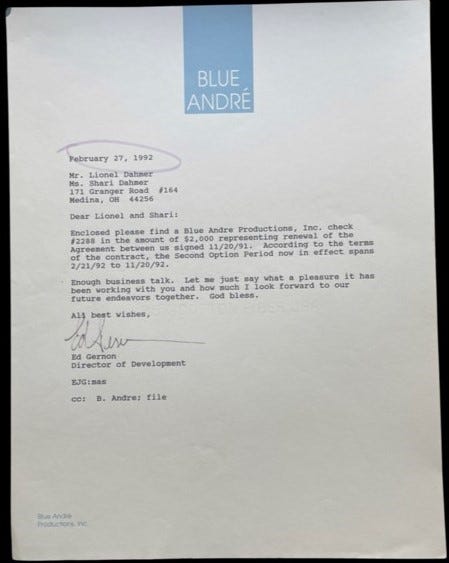 BLUE
ANDRÉ
February 27, 1992
Mr. Lionel Dahmer
Ms. Shari Dahmer
171 Granger Road #164
Medina, OH 44256
Dear Lionel and Shari:
Enclosed please find a Blue Andre Productions, Inc. check
#2288 in the amount of $2,000 representing renewal of the
Agreement between us signed 11/20/91. According to the terms
of the contract, the Second Option Period now in effect spans
2/21/92 to 11/20/92.
Enough business talk. Let me just say what a pleasure it has
been working with you and how much I look forward to our
future endeavors together. God bless.
All best wishes,
Ed Gernon
Director of Development
EJG:mas
cc: B. Andre; file
Blue André
Productions, Inc.